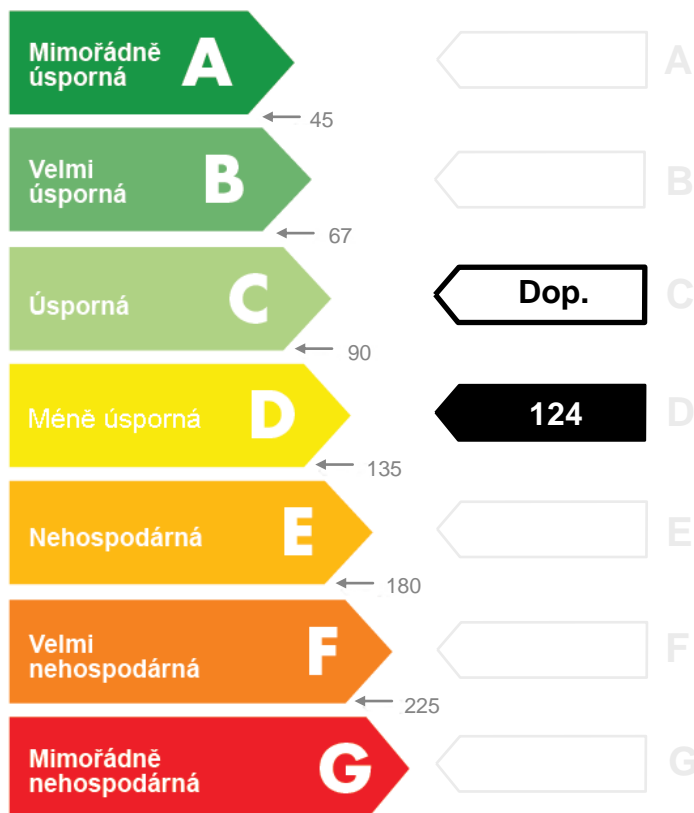 Mimořádně
úsporná
A
A
45
Velmi
úsporná
B
B
67
Úsporná
C
Dop.
C
90
Méně úsporná
D
124
D
135
Nehospodárná
E
E
180
Velmi
nehospodárná
F
F
225
Mimořádně
nehospodárná
G
G